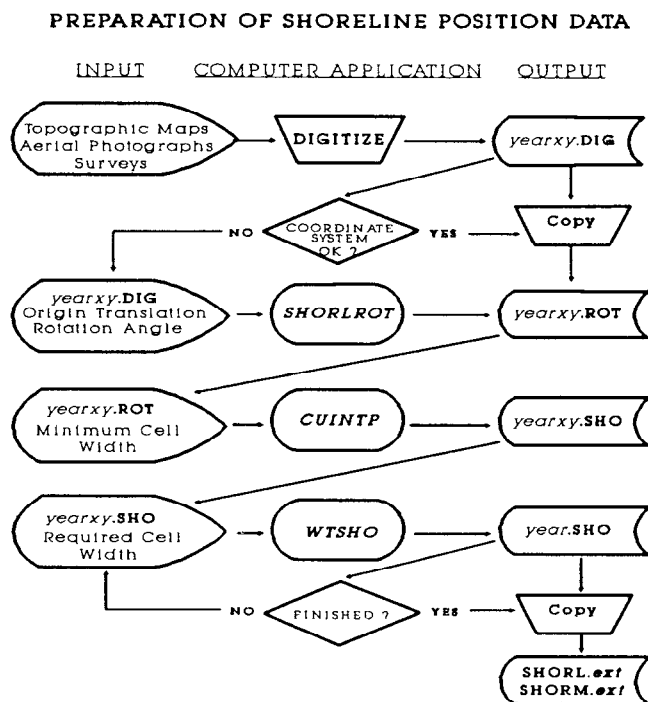 PREPARATION OF SHORELINE POSITION DATA
INPUT COMPUTER APPLICATION OUTPUT
Topographic Maps
Aerial Photographs
Surveys
DIGITIZE
yearxy.DIG
NO
COORDINATE
SYSTEM
OK ?
YES
Copy
yearxy.DIG
Origin Translation
Rotation Angle
SHORLROT
yearxy.ROT
yearxy.ROT
Minimum Cell
Width
CUINTP
yearxy.SHO
yearxy.SHO
Required Cell
Width
WTSHO
year.SHO
NO
FINISHED ?
YES
Copy
SHORL.ext
SHORM.ext